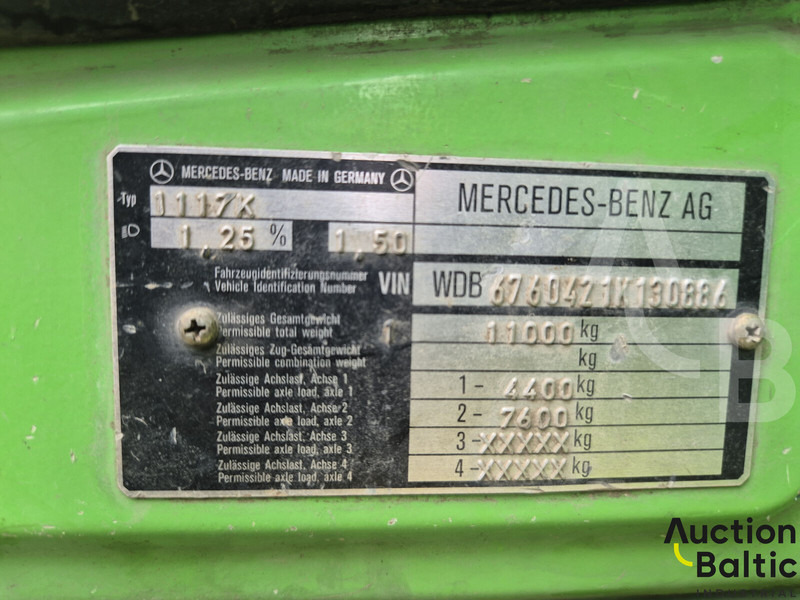 MERCEDES-BENZ MADE IN GERMANY
MERCEDES-BENZ AG
Typ 1117K
1,25 % 1,50
Fahrzeugidentifizierungsnummer
Vehicle Identification Number VIN WDB 6760421K130886
Zulässiges Gesamtgewicht
Permissible total weight 1 11000 kg
Zulässiges Zug-Gesamtgewicht
Permissible combination weight kg
Zulässige Achslast, Achse 1
Permissible axle load, axle 1 1 - 4400 kg
Zulässige Achslast, Achse 2
Permissible axle load, axle 2 2 - 7600 kg
Zulässige Achslast, Achse 3
Permissible axle load, axle 3 3 - XXXXX kg
Zulässige Achslast, Achse 4
Permissible axle load, axle 4 4 - XXXXX kg
AB
Auction
Baltic
INDUSTRIAL